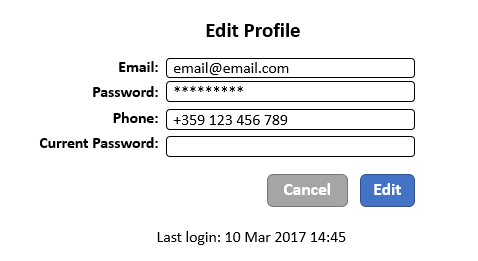 Edit Profile
Email: email@email.com
Password: *********
Phone: +359 123 456 789
Current Password:
Cancel Edit
Last login: 10 Mar 2017 14:45